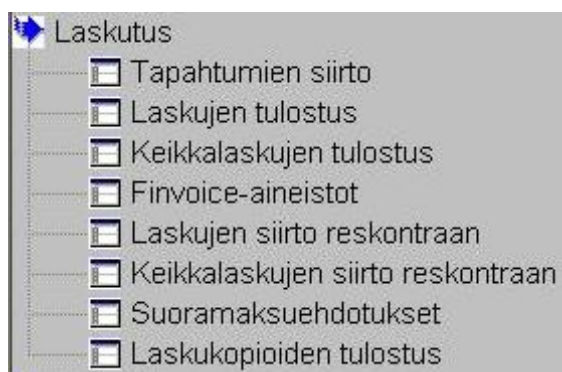 Laskutus
Tapahtumien siirto
Laskujen tulostus
Keikkalaskujen tulostus
Finvoice-aineistot
Laskujen siirto reskontraan
Keikkalaskujen siirto reskontraan
Suoramaksuehdotukset
Laskukopioiden tulostus